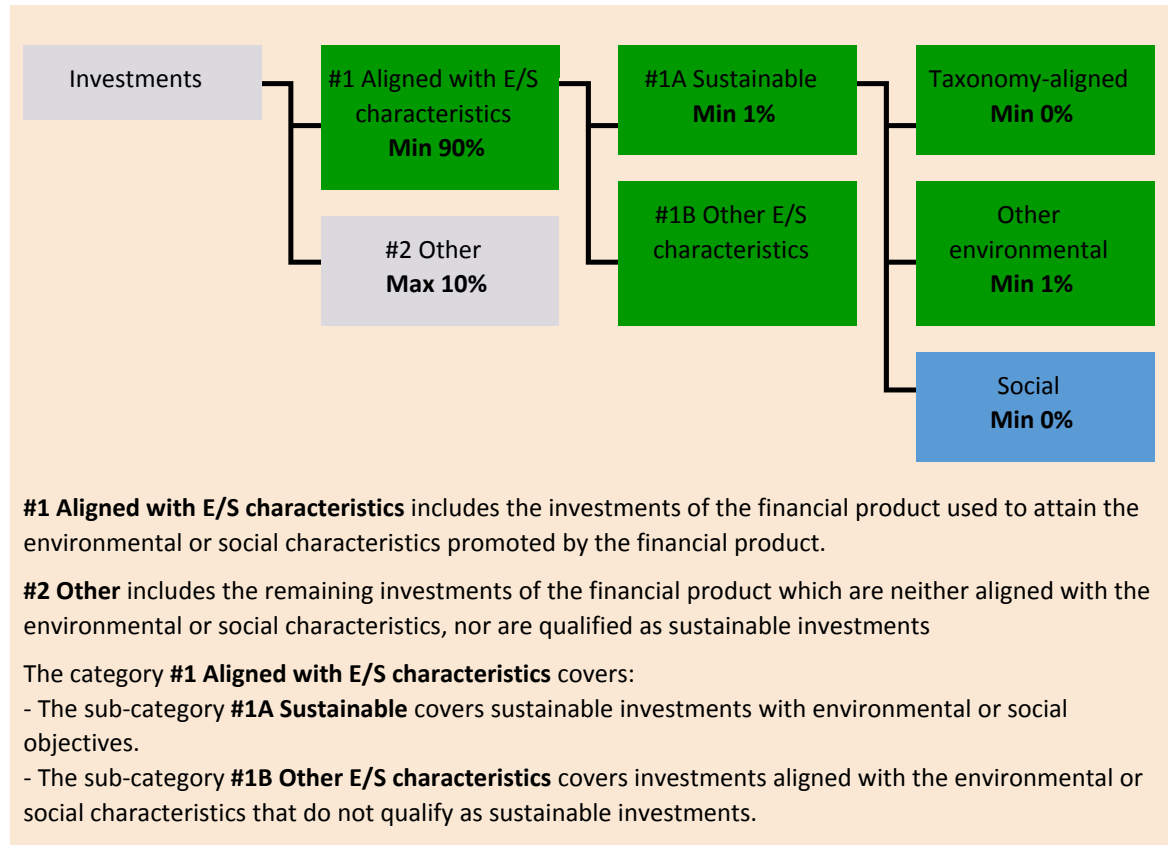 Investments
#1 Aligned with E/S
characteristics
Min 90%
#2 Other
Max 10%
#1A Sustainable
Min 1%
#1B Other E/S
characteristics
Taxonomy-aligned
Min 0%
Other
environmental
Min 1%
Social
Min 0%
#1 Aligned with E/S characteristics includes the investments of the financial product used to attain the
environmental or social characteristics promoted by the financial product.
#2 Other includes the remaining investments of the financial product which are neither aligned with the
environmental or social characteristics, nor are qualified as sustainable investments
The category #1 Aligned with E/S characteristics covers:
- The sub-category #1A Sustainable covers sustainable investments with environmental or social
objectives.
- The sub-category #1B Other E/S characteristics covers investments aligned with the environmental or
social characteristics that do not qualify as sustainable investments.